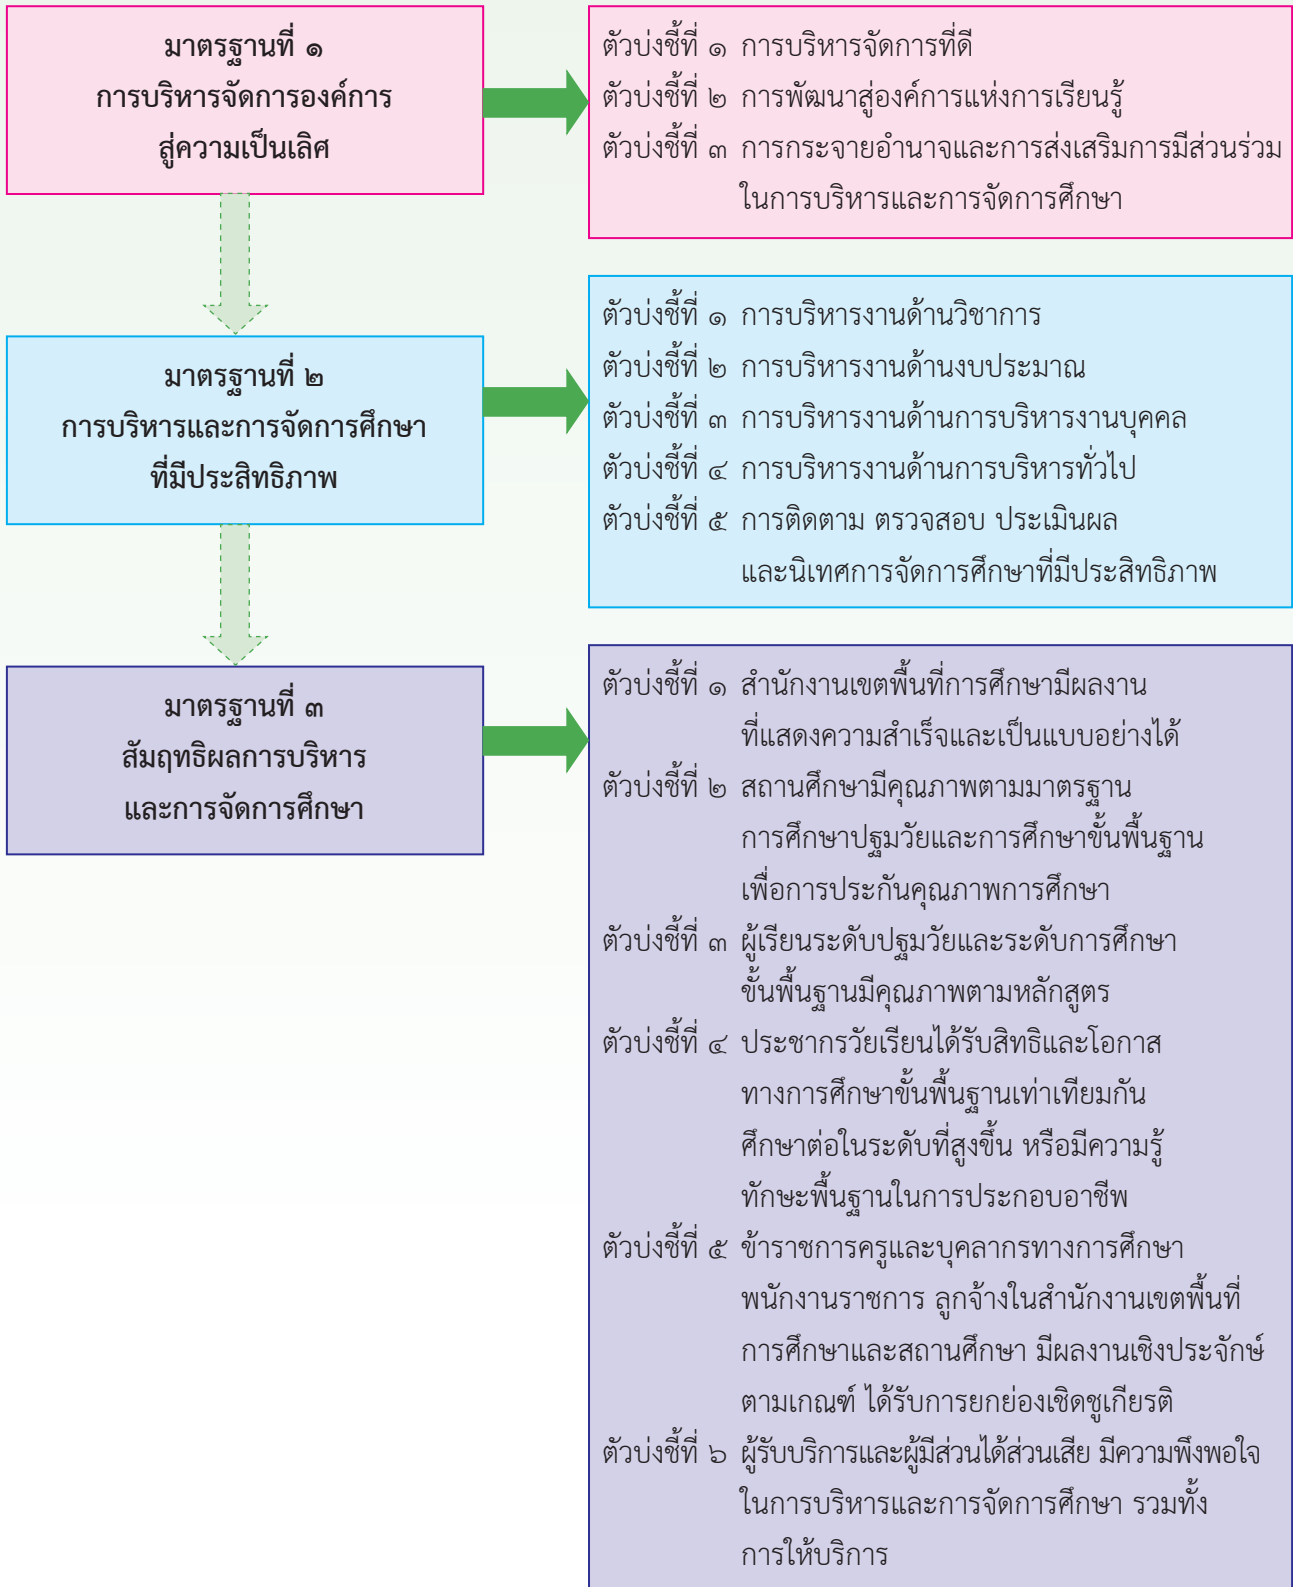 มาตรฐานที่ ๑
การบริหารจัดการองค์การ
สู่ความเป็นเลิศ
ตัวบ่งชี้ที่ ๑ การบริหารจัดการที่ดี
ตัวบ่งชี้ที่ ๒ การพัฒนาสู่องค์การแห่งการเรียนรู้
ตัวบ่งชี้ที่ ๓ การกระจายอำนาจและการส่งเสริมการมีส่วนร่วม
ในการบริหารและการจัดการศึกษา
มาตรฐานที่ ๒
การบริหารและการจัดการศึกษา
ที่มีประสิทธิภาพ
ตัวบ่งชี้ที่ ๑ การบริหารงานด้านวิชาการ
ตัวบ่งชี้ที่ ๒ การบริหารงานด้านงบประมาณ
ตัวบ่งชี้ที่ ๓ การบริหารงานด้านการบริหารงานบุคคล
ตัวบ่งชี้ที่ ๔ การบริหารงานด้านการบริหารทั่วไป
ตัวบ่งชี้ที่ ๕ การติดตาม ตรวจสอบ ประเมินผล
และนิเทศการจัดการศึกษาที่มีประสิทธิภาพ
มาตรฐานที่ ๓
สัมฤทธิผลการบริหาร
และการจัดการศึกษา
ตัวบ่งชี้ที่ ๑ สำนักงานเขตพื้นที่การศึกษามีผลงาน
ที่แสดงความสำเร็จและเป็นแบบอย่างได้
ตัวบ่งชี้ที่ ๒ สถานศึกษามีคุณภาพตามมาตรฐาน
การศึกษาปฐมวัยและการศึกษาขั้นพื้นฐาน
เพื่อการประกันคุณภาพการศึกษา
ตัวบ่งชี้ที่ ๓ ผู้เรียนระดับปฐมวัยและระดับการศึกษา
ขั้นพื้นฐานมีคุณภาพตามหลักสูตร
ตัวบ่งชี้ที่ ๔ ประชากรวัยเรียนได้รับสิทธิและโอกาส
ทางการศึกษาขั้นพื้นฐานเท่าเทียมกัน
ศึกษาต่อในระดับที่สูงขึ้น หรือมีความรู้
ทักษะพื้นฐานในการประกอบอาชีพ
ตัวบ่งชี้ที่ ๕ ข้าราชการครูและบุคลากรทางการศึกษา
พนักงานราชการ ลูกจ้างในสำนักงานเขตพื้นที่
การศึกษาและสถานศึกษา มีผลงานเชิงประจักษ์
ตามเกณฑ์ ได้รับการยกย่องเชิดชูเกียรติ
ตัวบ่งชี้ที่ ๖ ผู้รับบริการและผู้มีส่วนได้ส่วนเสีย มีความพึงพอใจ
ในการบริหารและการจัดการศึกษา รวมทั้ง
การให้บริการ